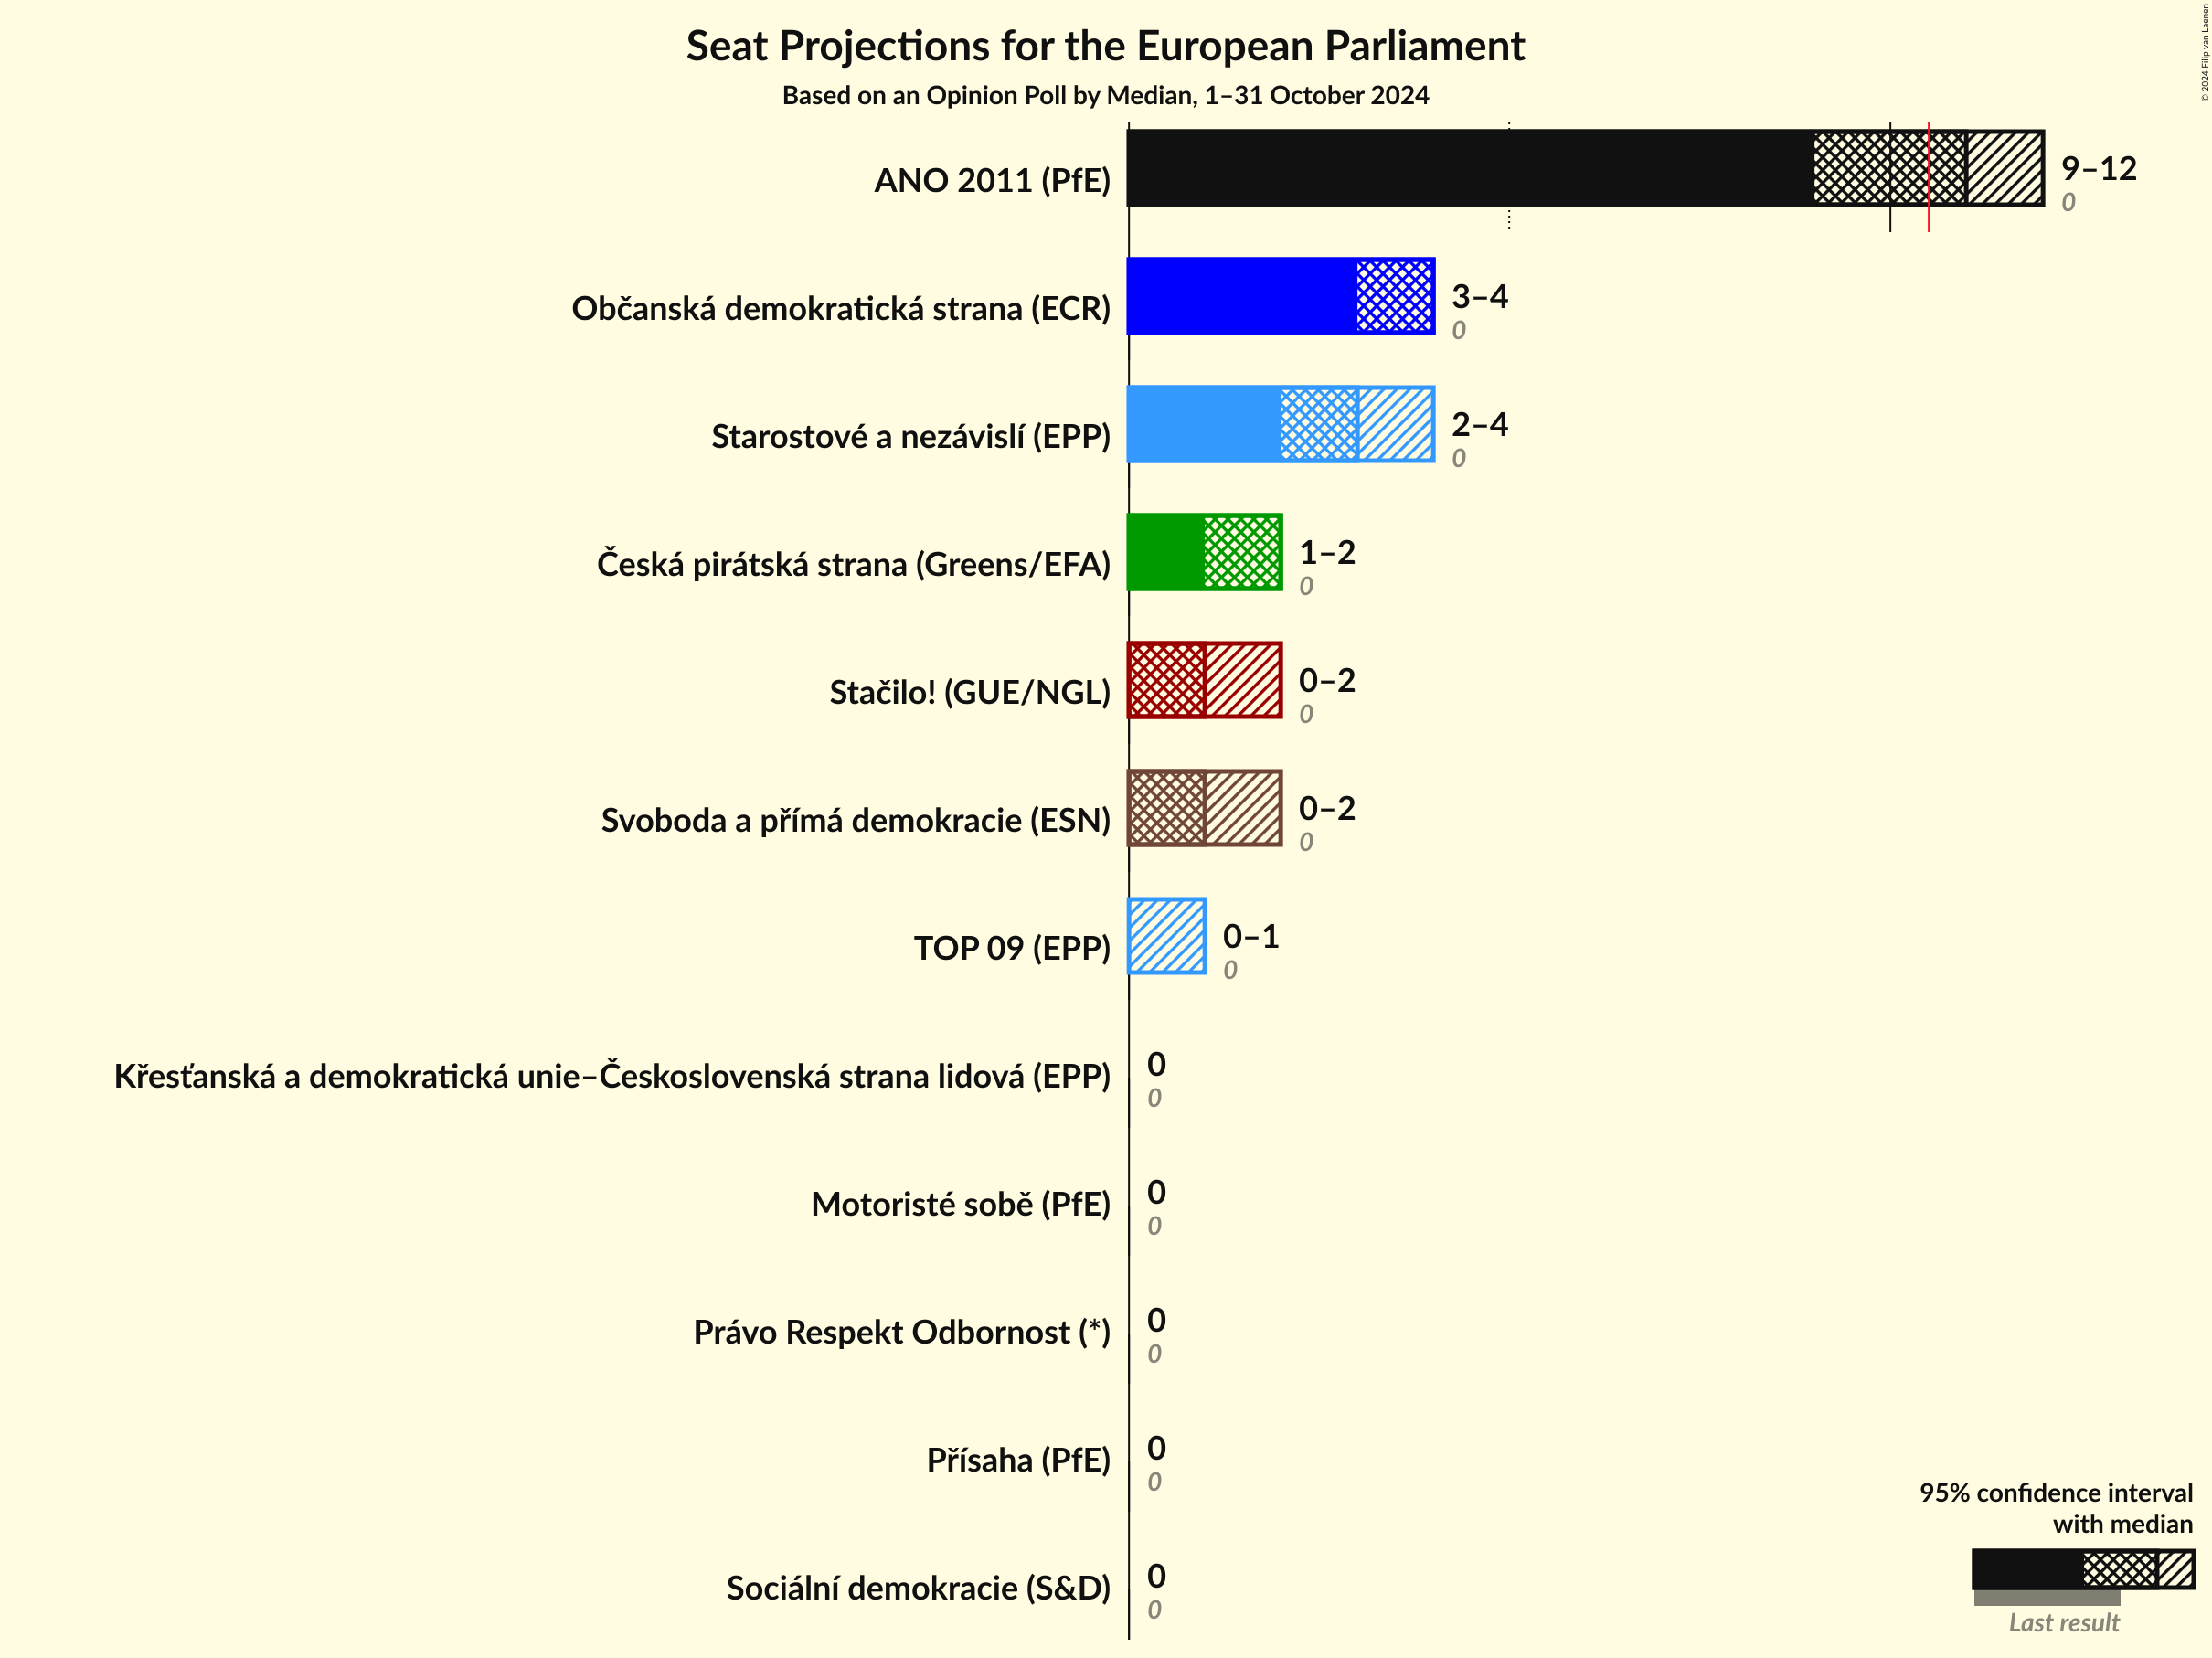 Seat Projections for the European Parliament
Based on an Opinion Poll by Median, 1–31 October 2024
© 2024 Filip van Laenen
ANO 2011 (PfE)
9–12
0
Občanská demokratická strana (ECR)
3–4
0
Starostové a nezávislí (EPP)
2–4
0
Česká pirátská strana (Greens/EFA)
1–2
0
Stačilo! (GUE/NGL)
0–2
0
Svoboda a přímá demokracie (ESN)
0–2
0
TOP 09 (EPP)
0–1
0
Křesťanská a demokratická unie–Československá strana lidová (EPP)
0
0
Motoristé sobě (PfE)
0
0
Právo Respekt Odbornost (*)
0
0
Přísaha (PfE)
0
0
Sociální demokracie (S&D)
0
0
95% confidence interval
with median
Last result